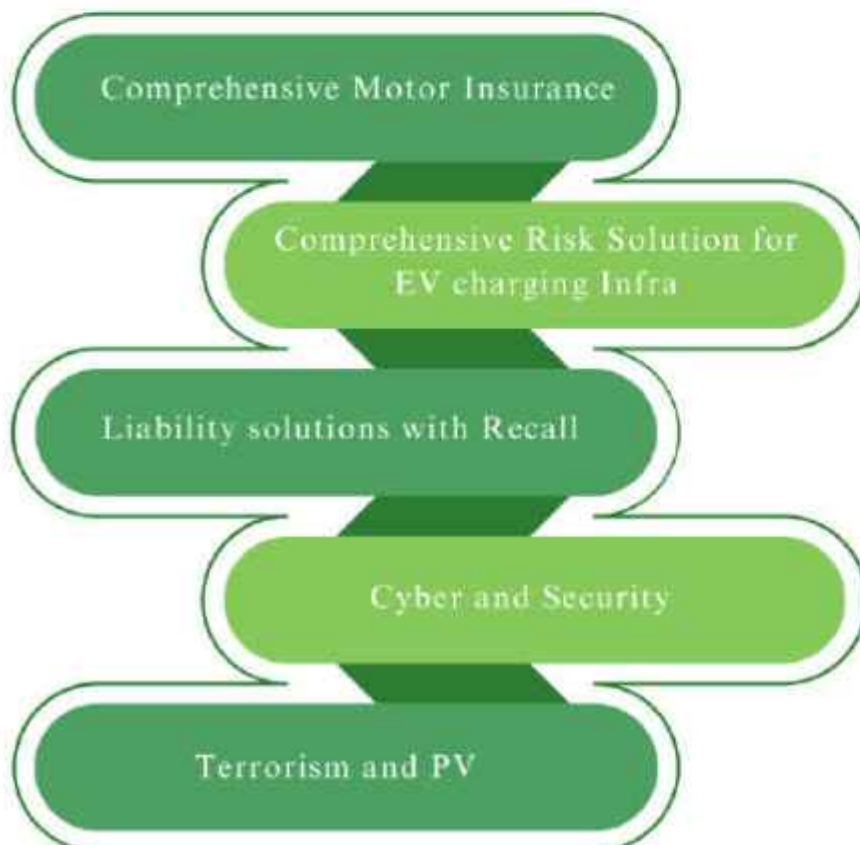 Comprehensive Motor Insurance
Comprehensive Risk Solution for
EV charging Infra
Liability solutions with Recall
Cyber and Security
Terrorism and PV